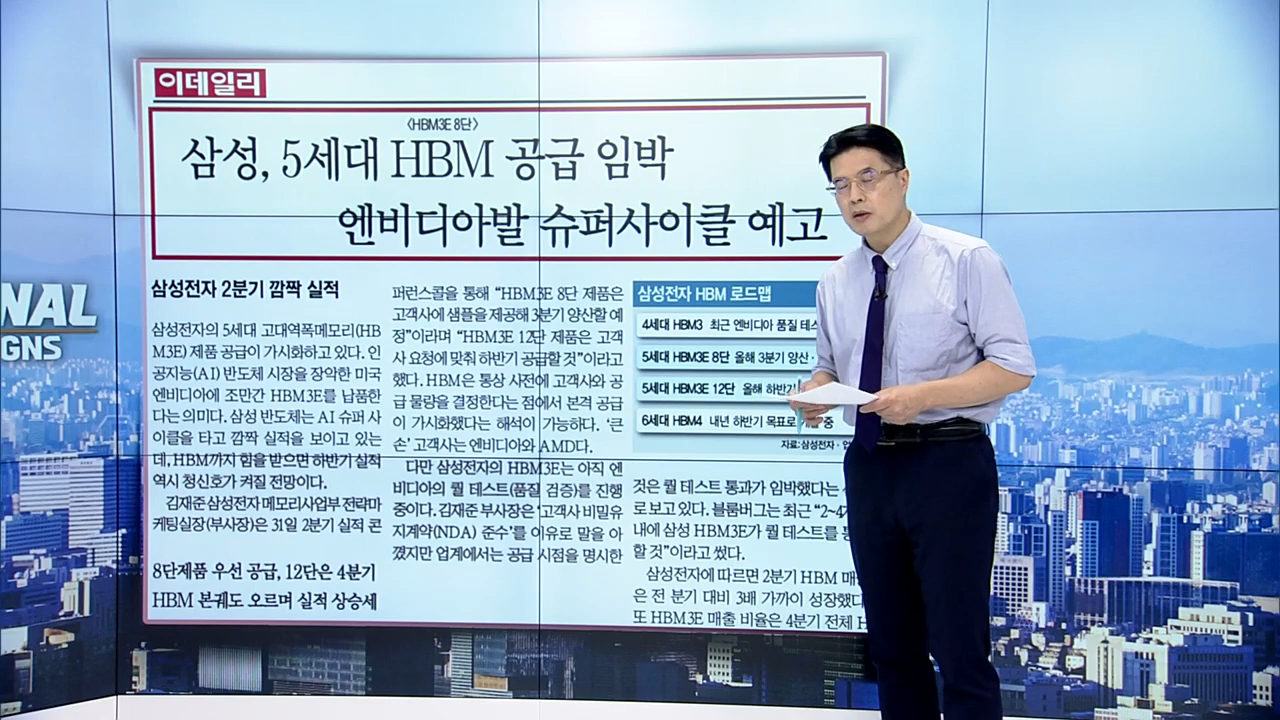 이데일리
〈HBM3E 8단〉
삼성, 5세대 HBM 공급 임박
엔비디아발 슈퍼사이클 예고
NAL
GNS
삼성전자 2분기 깜짝 실적
삼성전자의 5세대 고대역폭메모리(HB
M3E) 제품 공급이 가시화하고 있다. 인
공지능(AI) 반도체 시장을 장악한 미국
엔비디아에 조만간 HBM3E를 납품한
다는 의미다. 삼성 반도체는 AI 슈퍼 사
이클을 타고 깜짝 실적을 보이고 있는
데, HBM까지 힘을 받으면 하반기 실적
역시 청신호가 켜질 전망이다.
김재준 삼성전자 메모리사업부 전략마
케팅실장(부사장)은 31일 2분기 실적 콘
8단제품 우선 공급, 12단은 4분기
HBM 본궤도 오르며 실적 상승세
퍼런스콜을 통해 “HBM3E 8단 제품은
고객사에 샘플을 제공해 3분기 양산할 예
정”이라며 “HBM3E 12단 제품은 고객
사 요청에 맞춰 하반기 공급할 것”이라고
했다. HBM은 통상 사전에 고객사와 공
급 물량을 결정한다는 점에서 본격 공급
이 가시화했다는 해석이 가능하다. ‘큰
손’ 고객사는 엔비디아와 AMD다.
다만 삼성전자의 HBM3E는 아직 엔
비디아의 퀄 테스트(품질 검증)를 진행
중이다. 김재준 부사장은 ‘고객사 비밀유
지계약(NDA) 준수’를 이유로 말을 아
꼈지만 업계에서는 공급 시점을 명시한
삼성전자 HBM 로드맵
4세대 HBM3 최근 엔비디아 품질 테스
5세대 HBM3E 8단 올해 3분기 양산·
5세대 HBM3E 12단 올해 하반기
6세대 HBM4 내년 하반기 목표로 중
자료:삼성전자·업
것은 퀄 테스트 통과가 임박했다는
로 보고 있다. 블룸버그는 최근 “2~4
내에 삼성 HBM3E가 퀄 테스트를
할 것”이라고 썼다.
삼성전자에 따르면 2분기 HBM 매
은 전 분기 대비 3배 가까이 성장했다
또 HBM3E 매출 비율은 4분기 전체 H